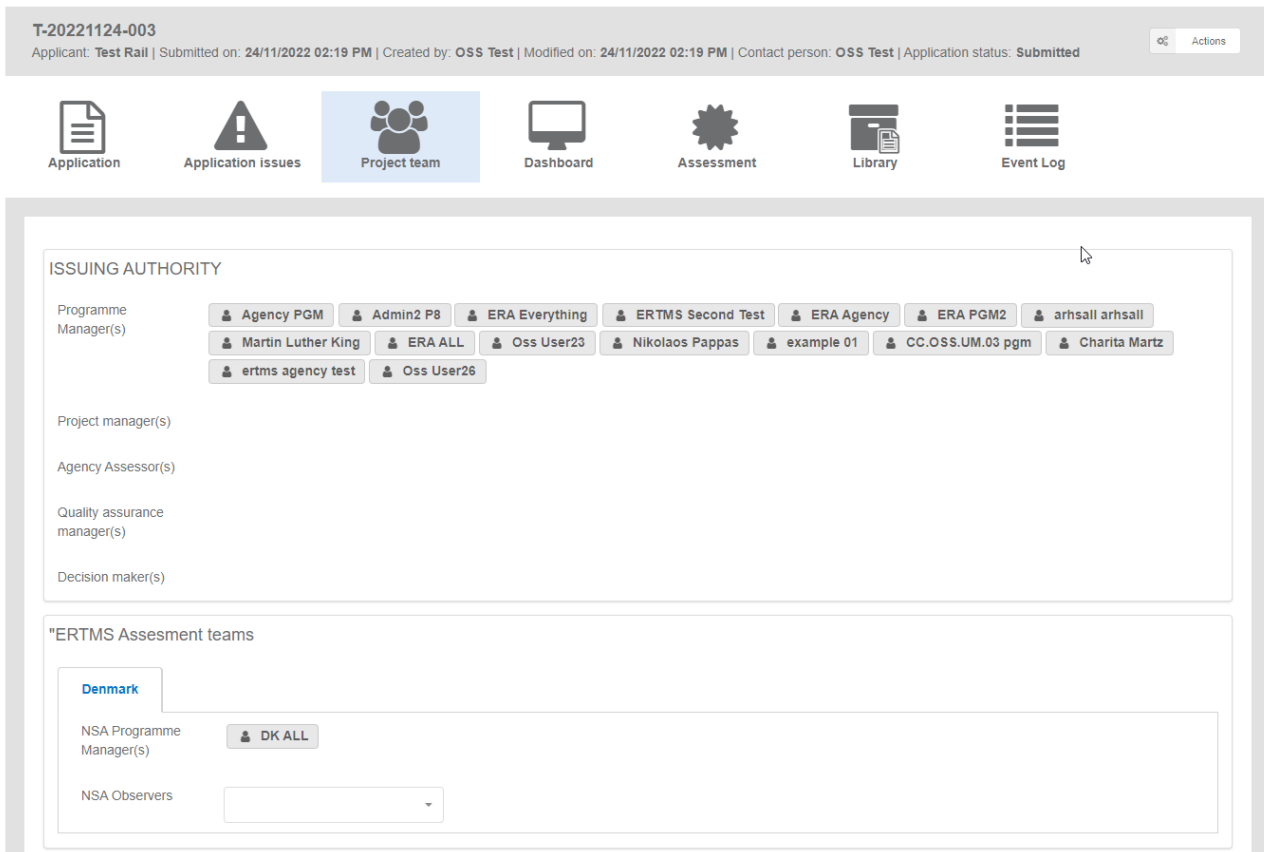 T-20221124-003
Applicant: Test Rail | Submitted on: 24/11/2022 02:19 PM | Created by: OSS Test | Modified on: 24/11/2022 02:19 PM | Contact person: OSS Test | Application status: Submitted
Actions
Application Application issues Project team Dashboard Assessment Library Event Log
ISSUING AUTHORITY
Programme
Manager(s)
Agency PGM Admin2 P8 ERA Everything ERTMS Second Test ERA Agency ERA PGM2 arhsall arhsall
Martin Luther King ERA ALL Oss User23 Nikolaos Pappas example 01 CC.OSS.UM.03 pgm Charita Martz
ertms agency test Oss User26
Project manager(s)
Agency Assessor(s)
Quality assurance
manager(s)
Decision maker(s)
"ERTMS Assesment teams
Denmark
NSA Programme
Manager(s)
DK ALL
NSA Observers